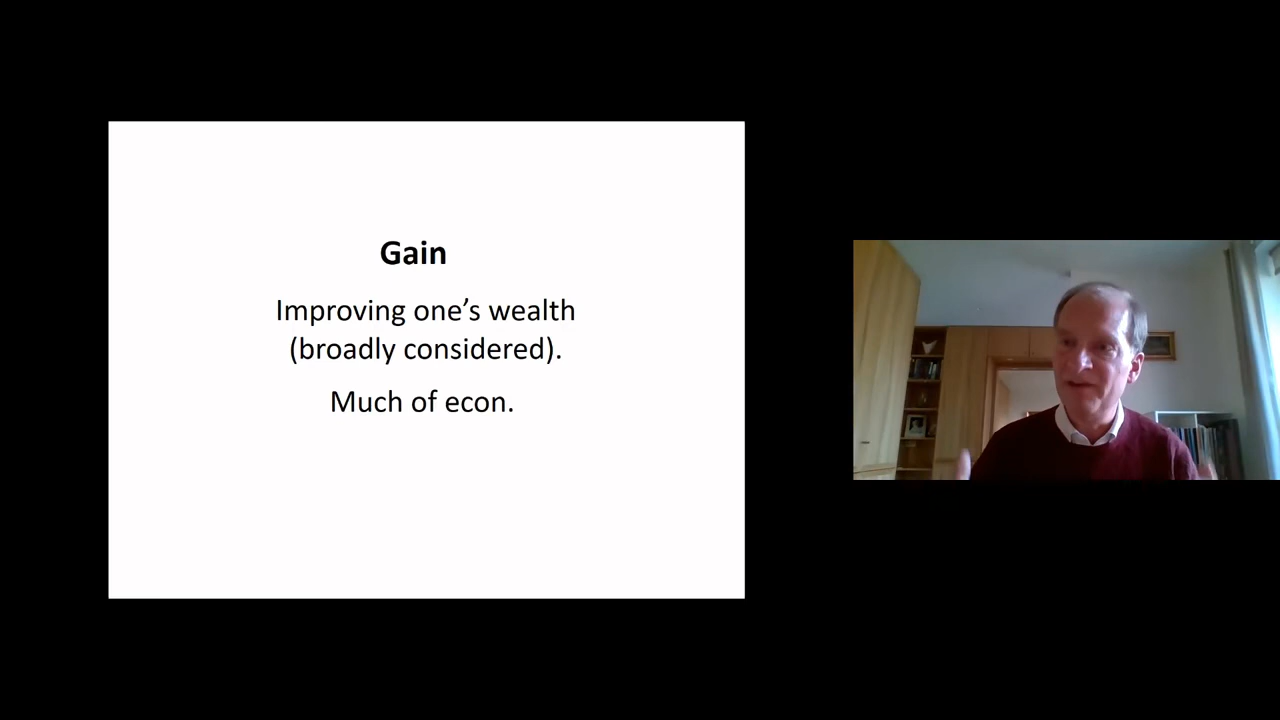 Gain
Improving one’s wealth
(broadly considered).
Much of econ.